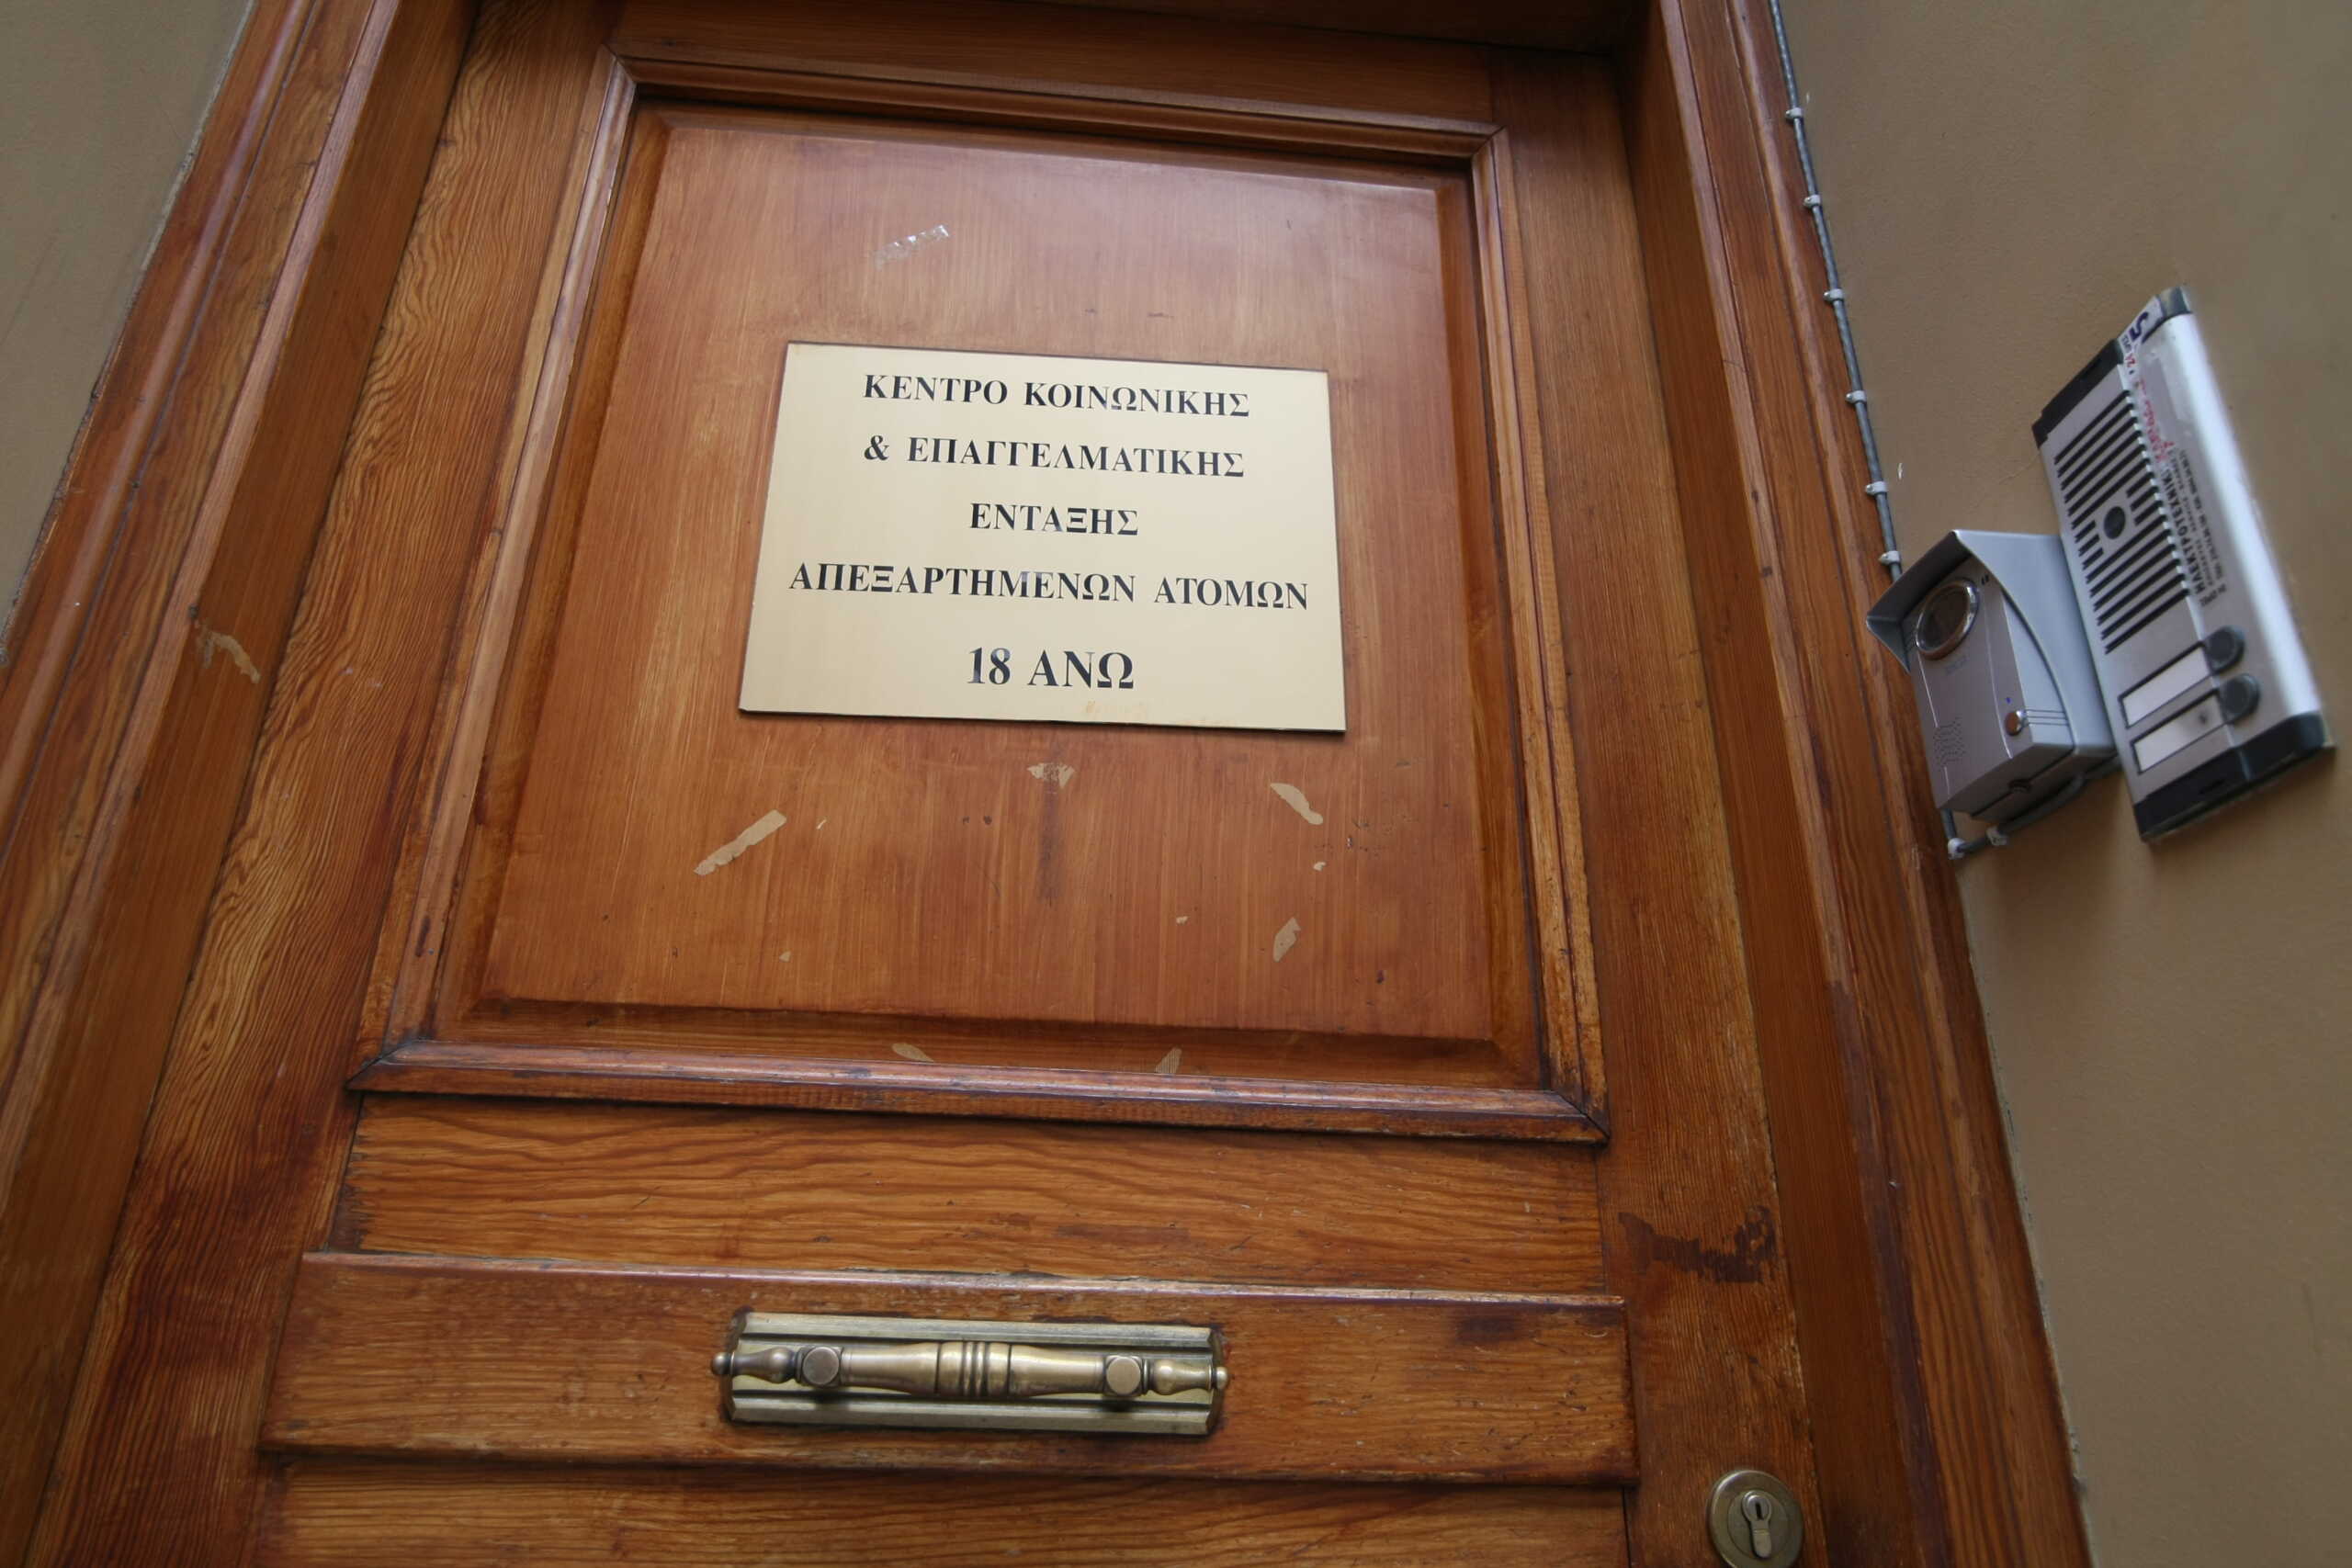 ΚΕΝΤΡΟ ΚΟΙΝΩΝΙΚΗΣ
& ΕΠΑΓΓΕΛΜΑΤΙΚΗΣ
ΕΝΤΑΞΗΣ
ΑΠΕΞΑΡΤΗΜΕΝΩΝ ΑΤΟΜΩΝ
18 ΑΝΩ